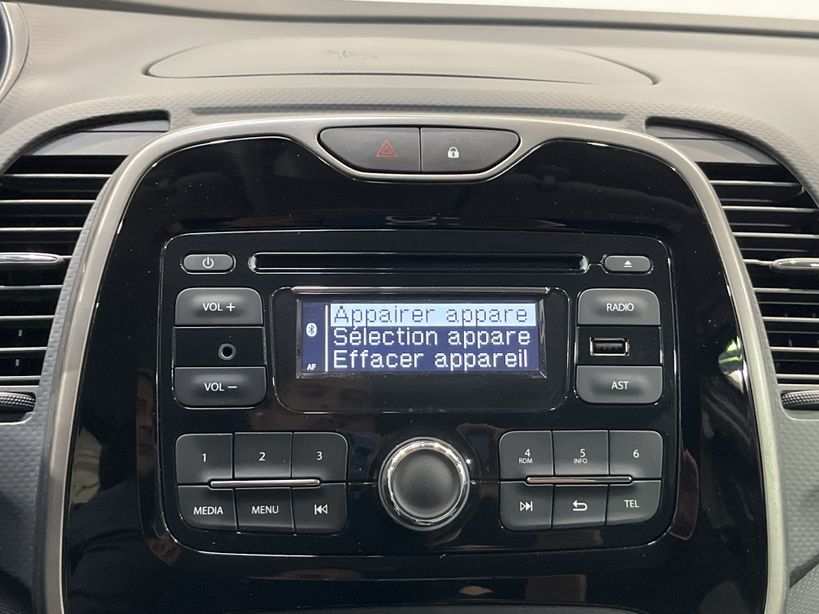 VOL +
RADIO
Appairer appare
Sélection appare
Effacer appareil
AF
VOL −
AST
1 2 3
4 5 6
RDM INFO
MEDIA MENU
TEL